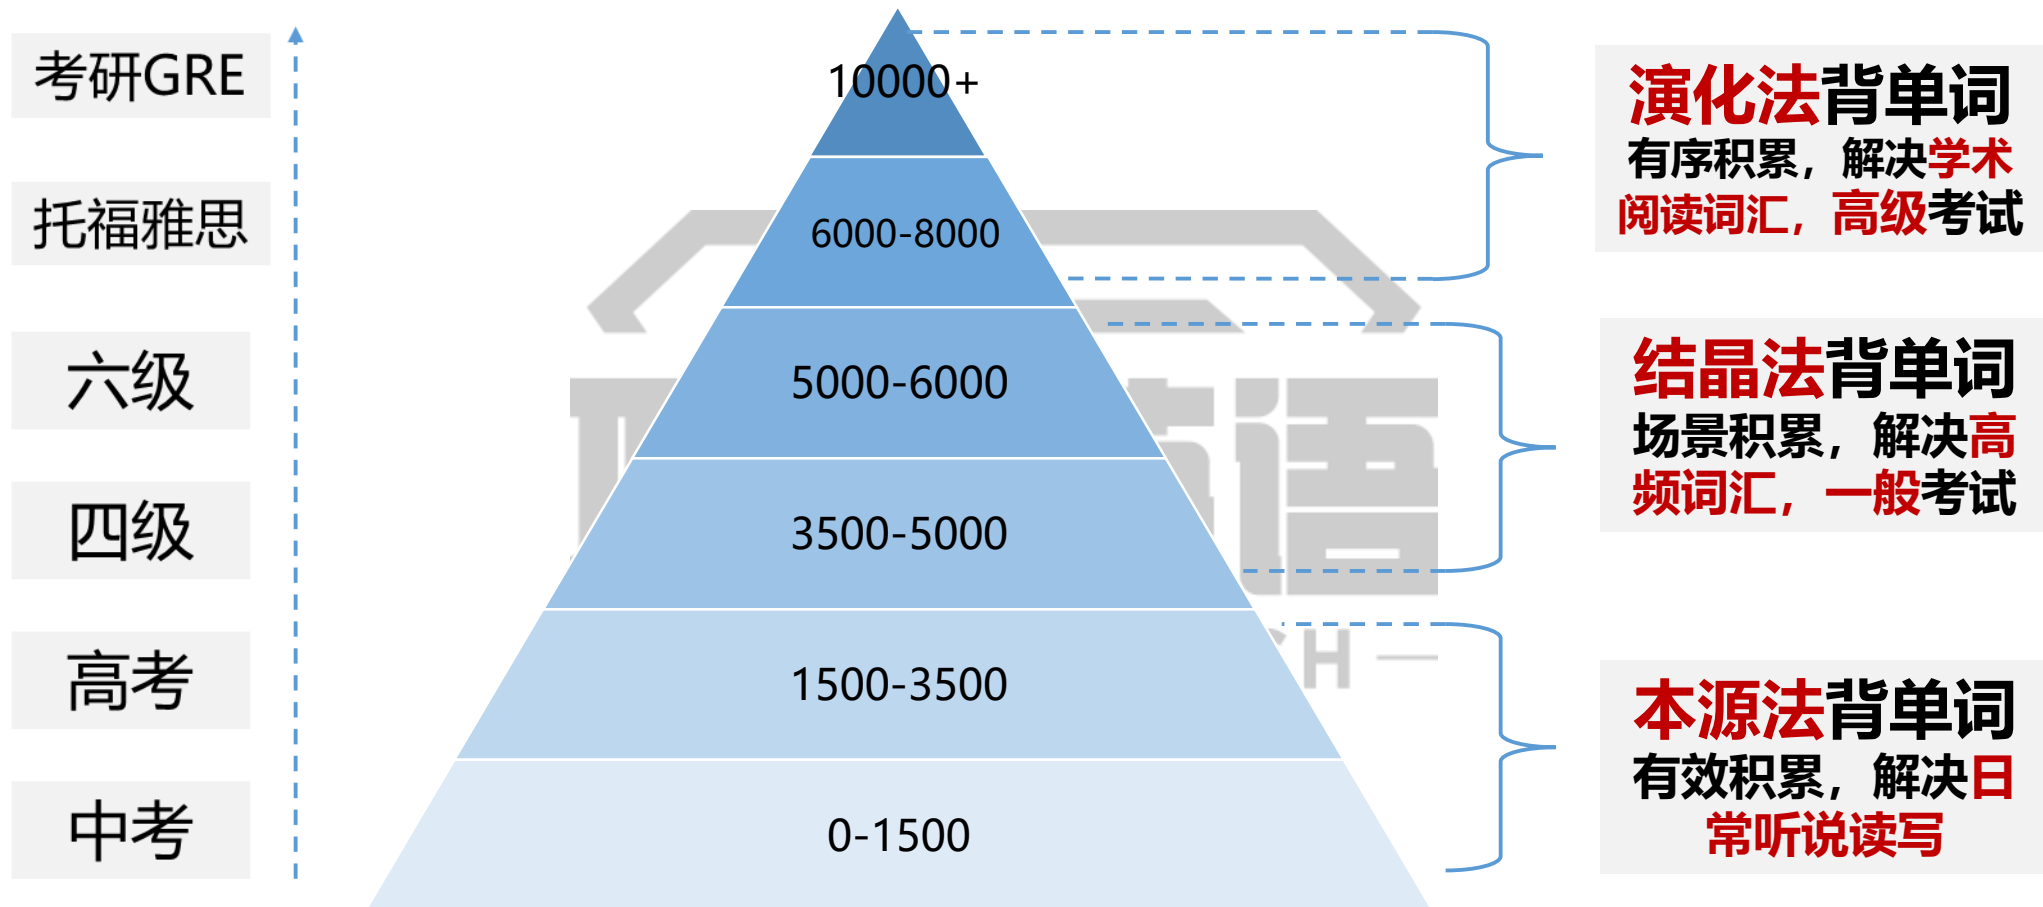 考研GRE
托福雅思
六级
四级
高考
中考
10000+
6000-8000
5000-6000
3500-5000
1500-3500
0-1500
演化法背单词
有序积累，解决学术
阅读词汇，高级考试
结晶法背单词
场景积累，解决高
频词汇，一般考试
本源法背单词
有效积累，解决日
常听说读写
语
H